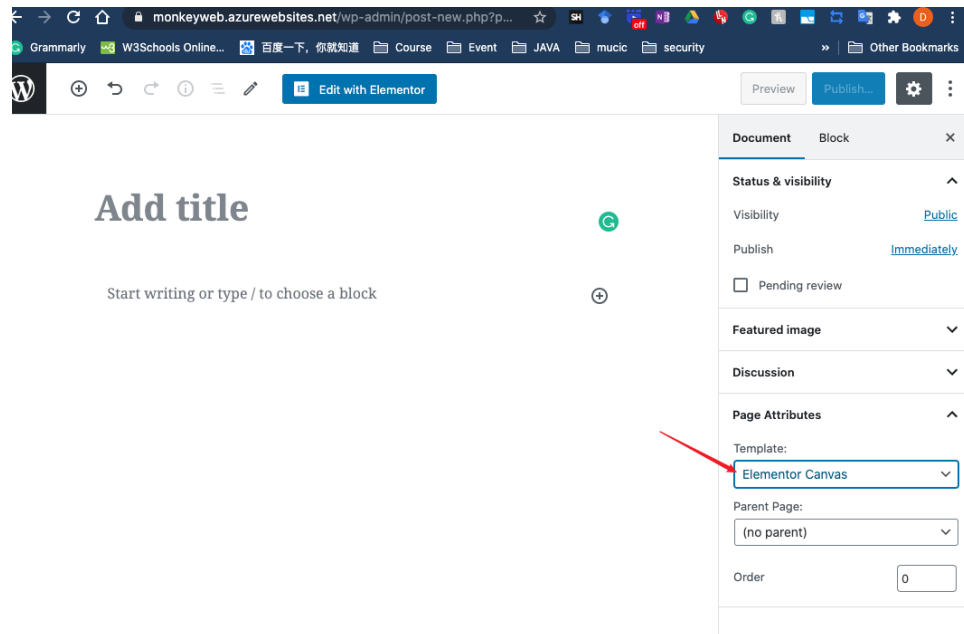 monkeyweb.azurewebsites.net/wp-admin/post-new.php?p...
SH
off
N
G
D
Grammarly W3Schools Online... 百度一下，你就知道 Course Event JAVA mucic security » Other Bookmarks
Edit with Elementor Preview Publish...
Document Block
Status & visibility
Add title
Visibility Public
Publish Immediately
Start writing or type / to choose a block
Pending review
Featured image
Discussion
Page Attributes
Template:
Elementor Canvas
Parent Page:
(no parent)
Order 0